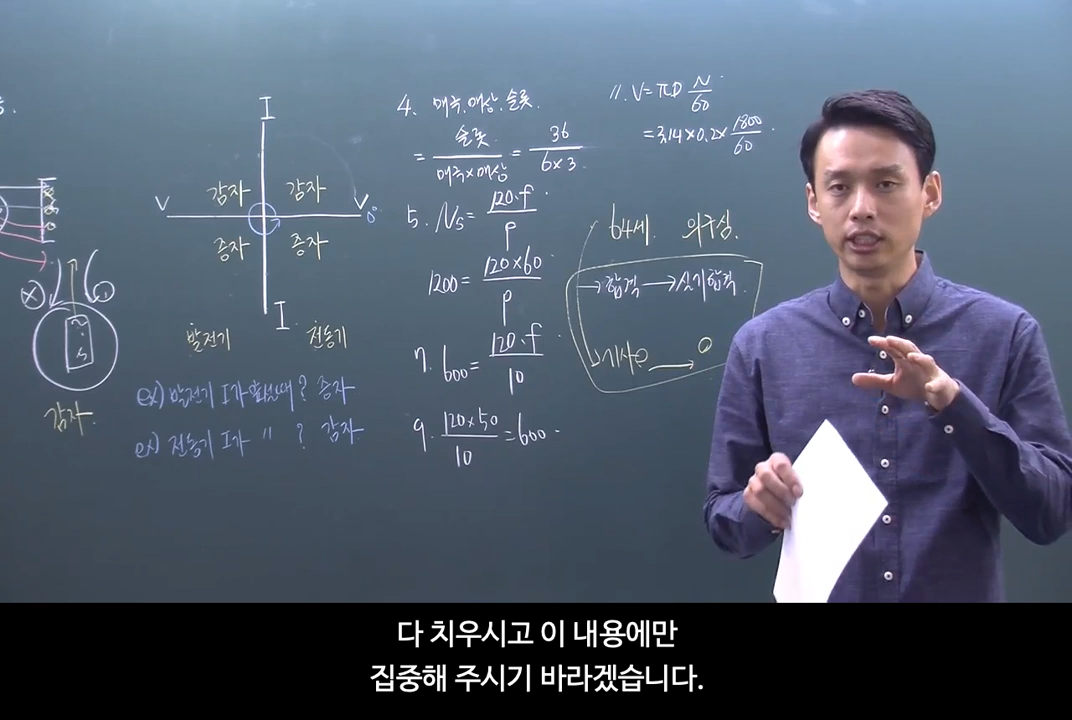 I
V
감자
감자
V
0°
증자
증자
I
발전기
전동기
ex) 발전기 I가 앞설때? 증자
ex) 전동기 I가 " ? 감자
(X)
N
S
감자
4. 매극.매상.슬롯.
= 슬롯 / 매극×매상 = 36 / 6×3
5. Ns = 120·f / P
1200 = 120×60 / P
7. 600 = 120·f / 10
9. 120×50 / 10 = 600
11. V=πD N/60
=3.14×0.2× 1800/60
64세. 의구심.
→합격 →실기합격
다 치우시고 이 내용에만
집중해 주시기 바라겠습니다.